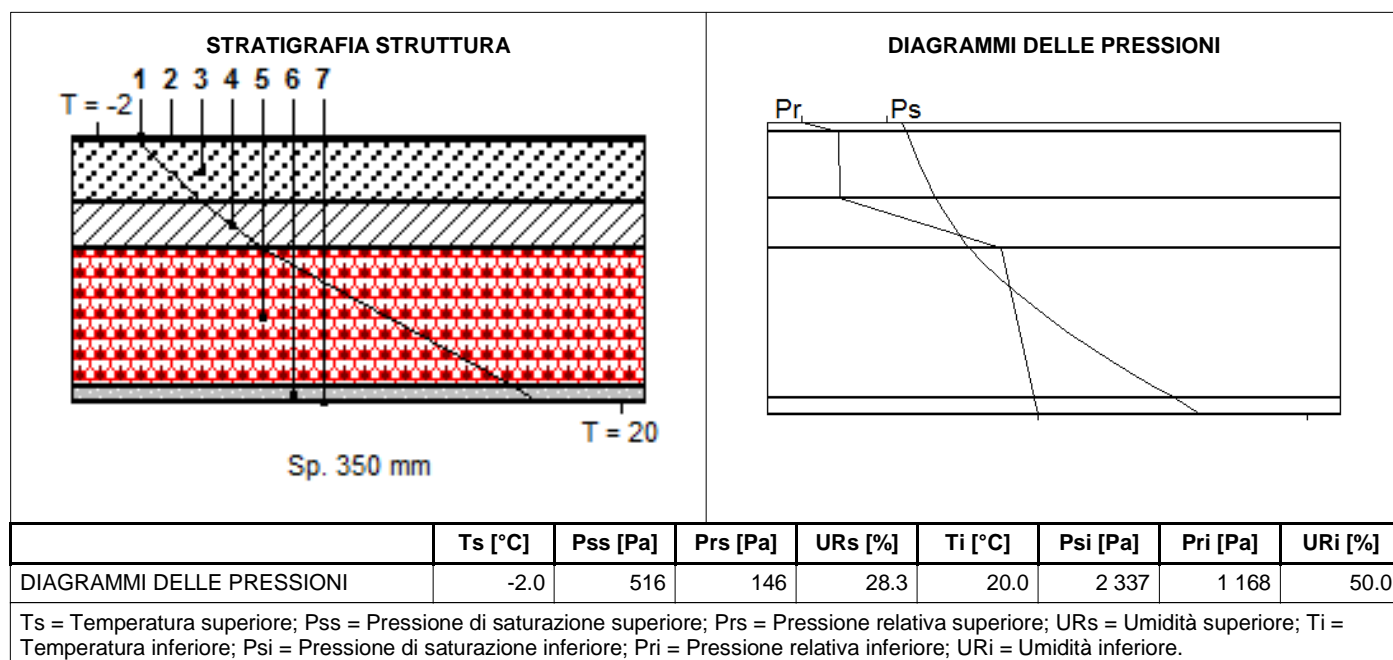 STRATIGRAFIA STRUTTURA
1 2 3 4 5 6 7
T = -2
T = 20
Sp. 350 mm
DIAGRAMMI DELLE PRESSIONI
Pr Ps
Ts [°C] Pss [Pa] Prs [Pa] URs [%] Ti [°C] Psi [Pa] Pri [Pa] URi [%]
DIAGRAMMI DELLE PRESSIONI -2.0 516 146 28.3 20.0 2 337 1 168 50.0
Ts = Temperatura superiore; Pss = Pressione di saturazione superiore; Prs = Pressione relativa superiore; URs = Umidità superiore; Ti =
Temperatura inferiore; Psi = Pressione di saturazione inferiore; Pri = Pressione relativa inferiore; URi = Umidità inferiore.